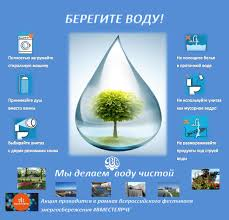 БЕРЕГИТЕ ВОДУ!
Полностью загружайте
стиральную машину
Не полощите белье
в проточной воде
Принимайте душ
вместо ванны
Не используйте унитаз
как мусорное ведро!
Выбирайте унитаз
с двумя режимами слива
Не размораживайте
продукты под струей
воды
Мы делаем воду чистой
Акция проводится в рамках Всероссийского фестиваля
энергосбережения #ВМЕСТЕЯРЧЕ